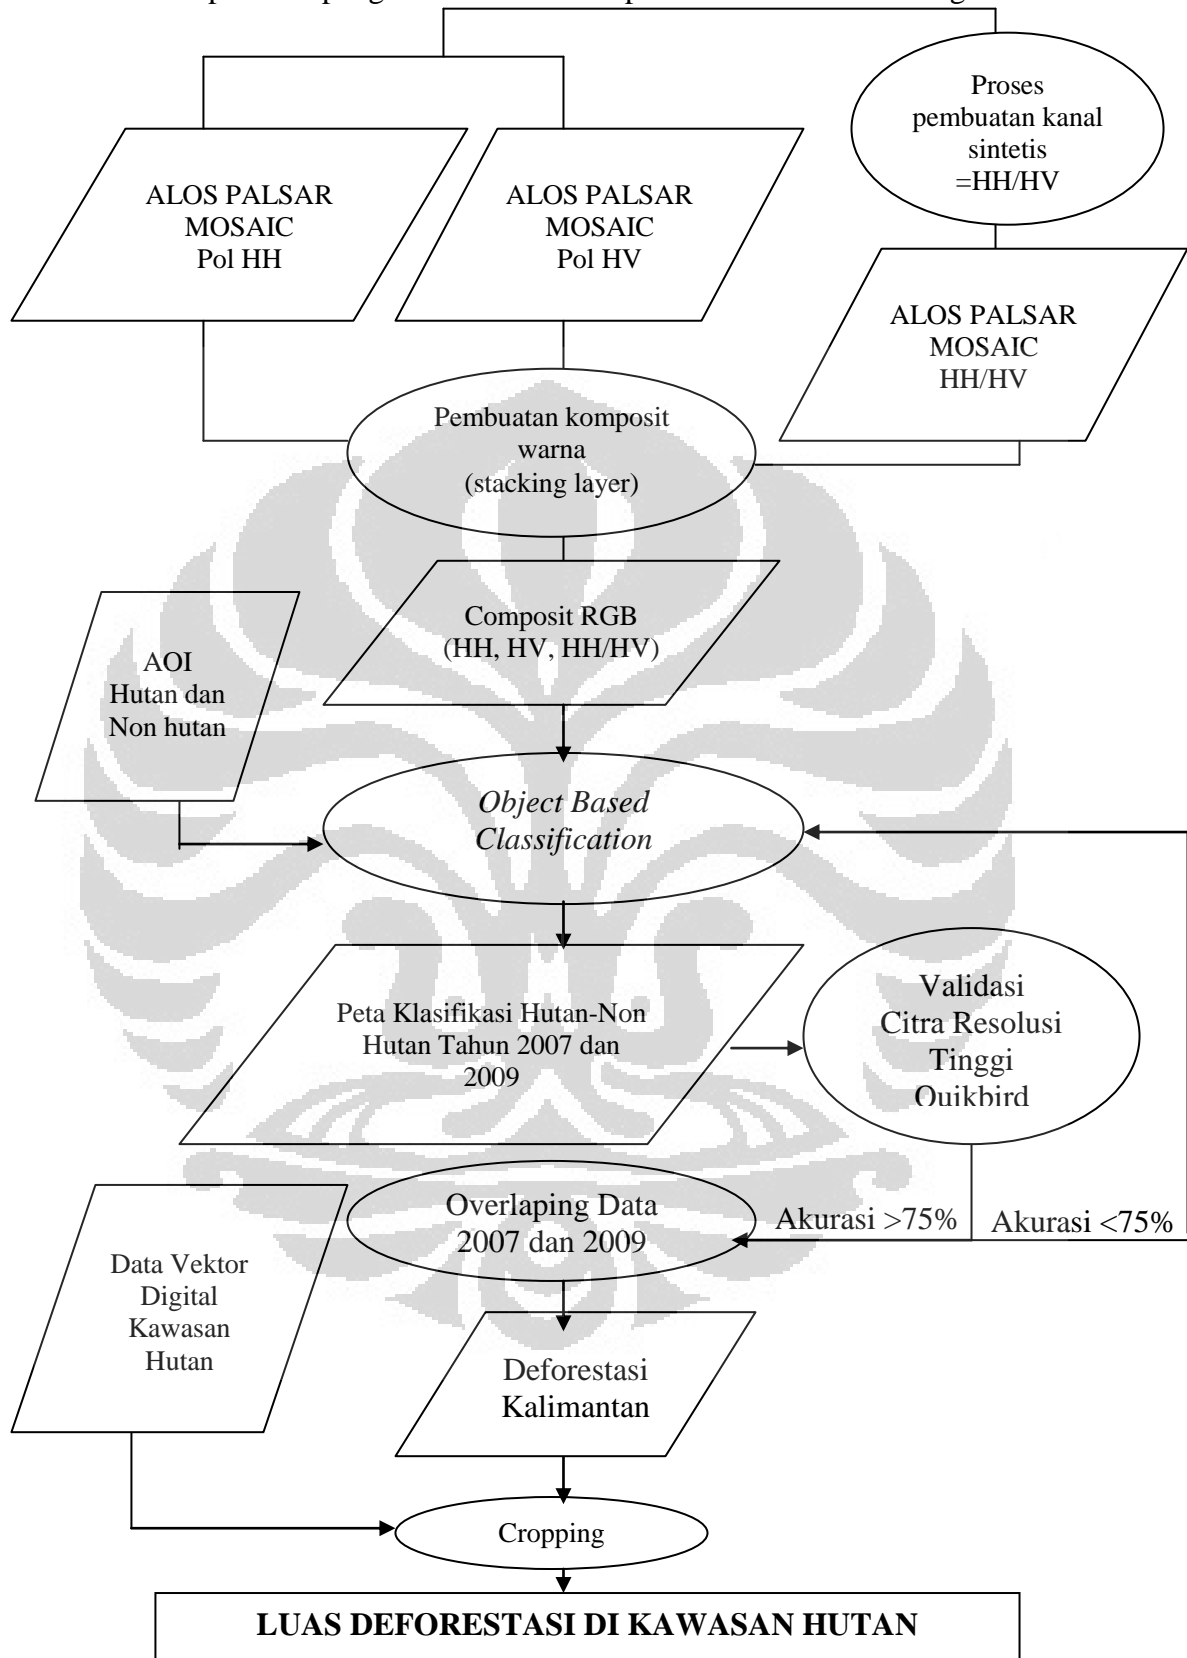 Proses
pembuatan kanal
sintetis
=HH/HV
ALOS PALSAR
MOSAIC
Pol HH
ALOS PALSAR
MOSAIC
Pol HV
ALOS PALSAR
MOSAIC
HH/HV
Pembuatan komposit
warna
(stacking layer)
Composit RGB
(HH, HV, HH/HV)
AOI
Hutan dan
Non hutan
Object Based
Classification
Peta Klasifikasi Hutan-Non
Hutan Tahun 2007 dan
2009
Validasi
Citra Resolusi
Tinggi
Quikbird
Overlaping Data
2007 dan 2009
Akurasi >75%
Akurasi <75%
Data Vektor
Digital
Kawasan
Hutan
Deforestasi
Kalimantan
Cropping
LUAS DEFORESTASI DI KAWASAN HUTAN